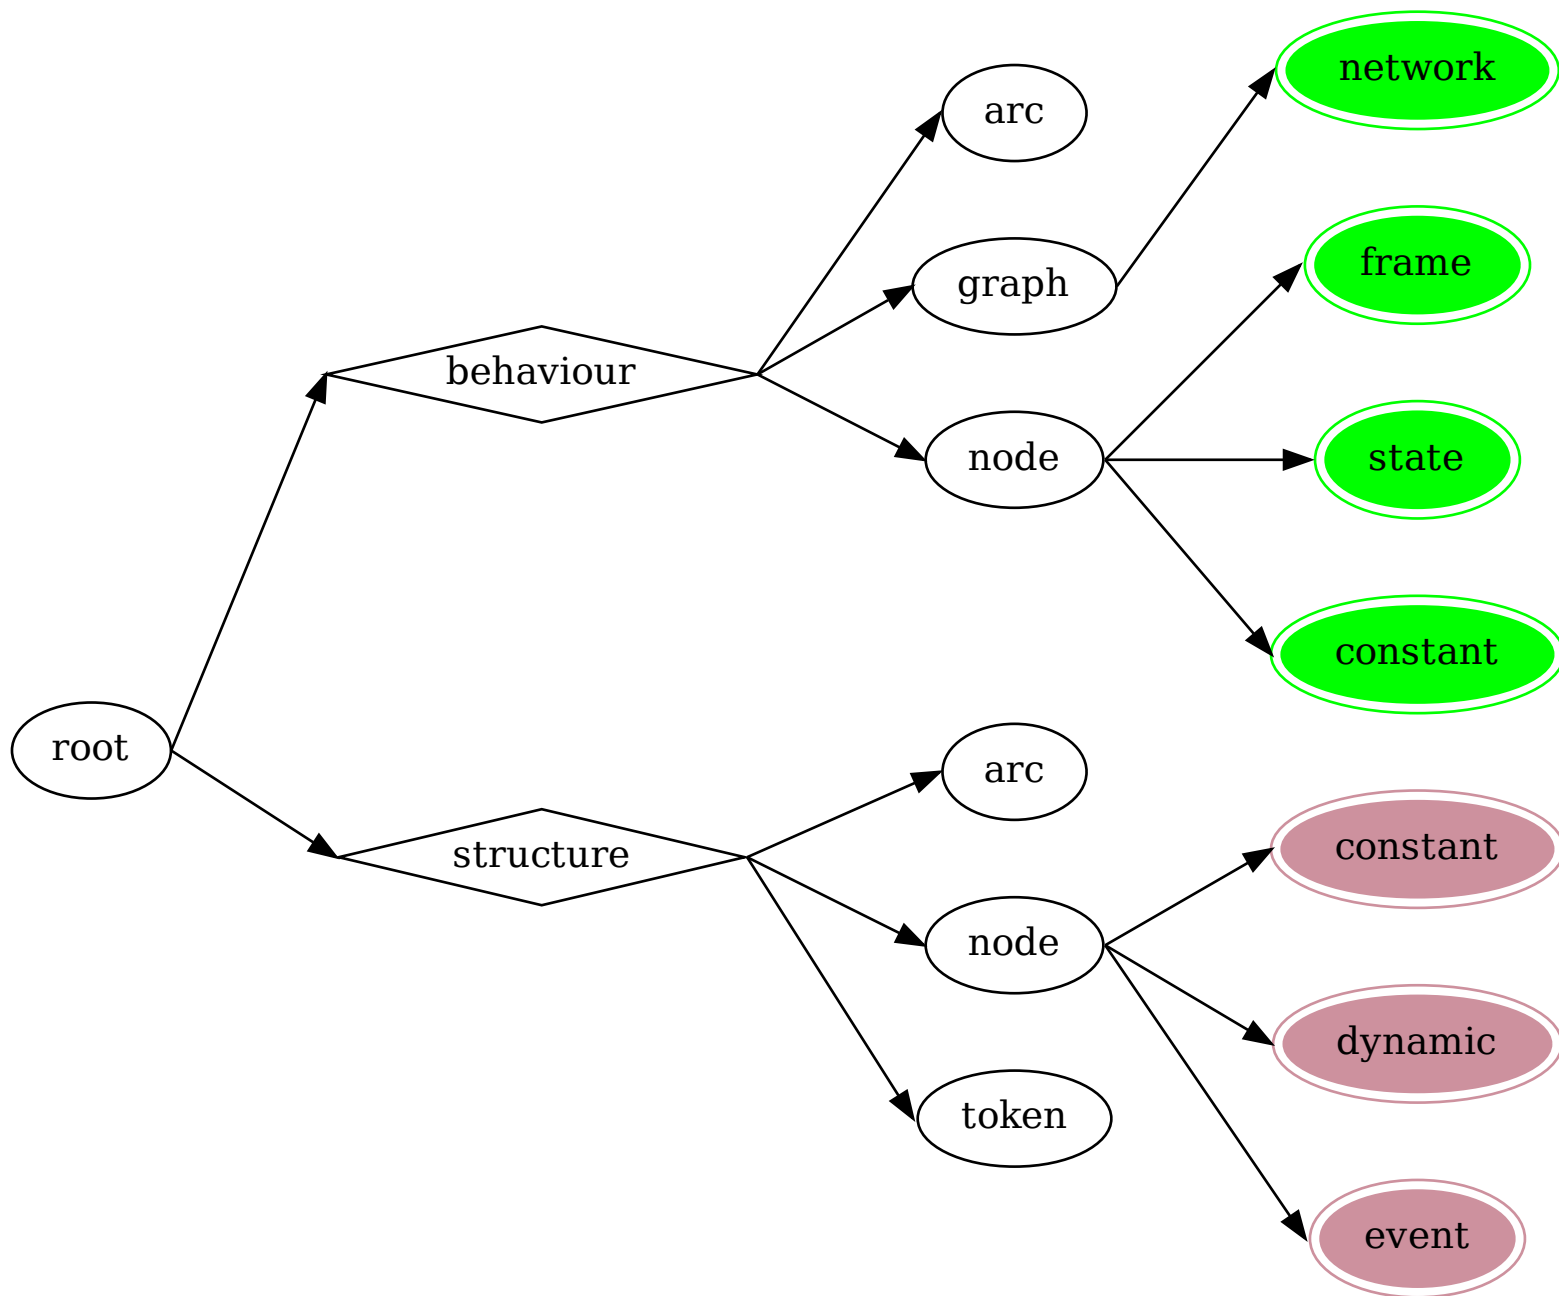 root
behaviour
structure
arc
graph
node
arc
node
token
network
frame
state
constant
constant
dynamic
event